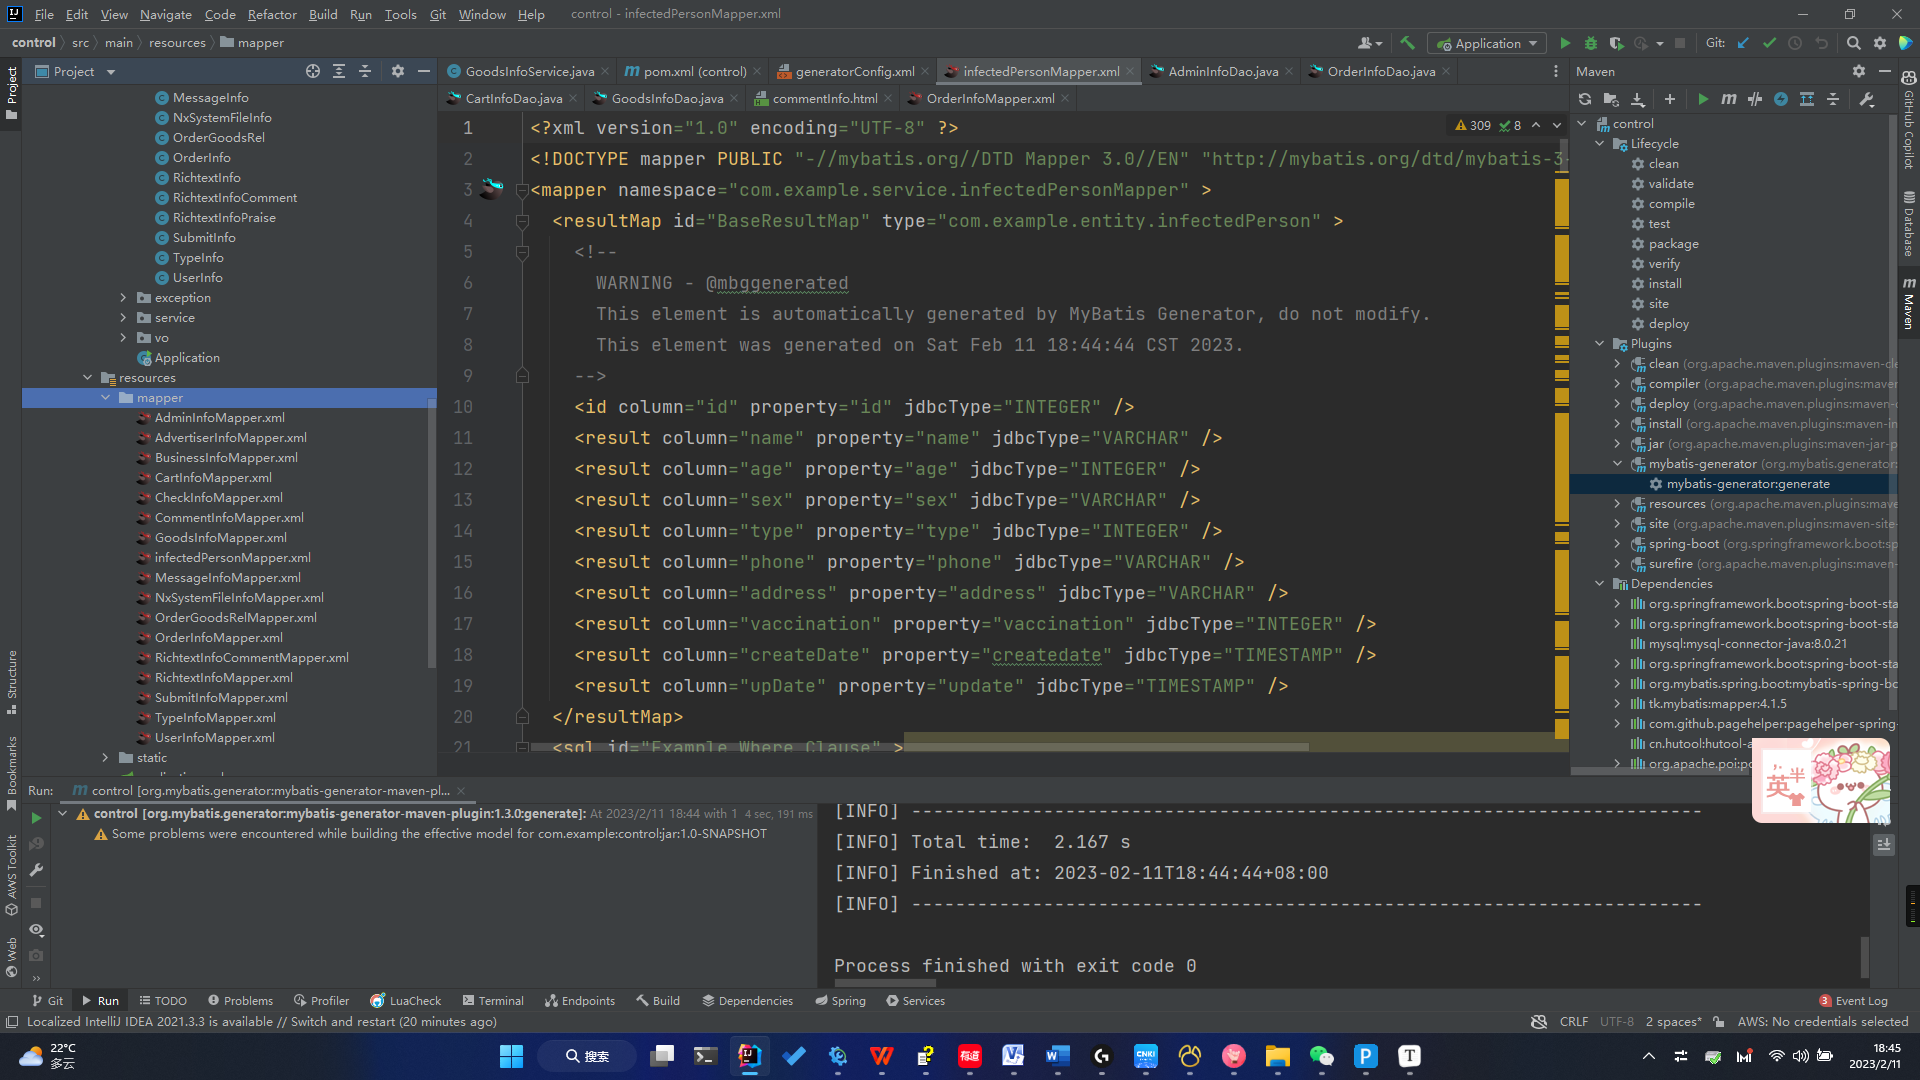 File Edit View Navigate Code Refactor Build Run Tools Git Window Help control - infectedPersonMapper.xml
control src main resources mapper
Application
Git:
Project
GoodsInfoService.java pom.xml (control) generatorConfig.xml infectedPersonMapper.xml AdminInfoDao.java OrderInfoDao.java
CartInfoDao.java GoodsInfoDao.java commentInfo.html OrderInfoMapper.xml
Project
MessageInfo
NxSystemFileInfo
OrderGoodsRel
OrderInfo
RichtextInfo
RichtextInfoComment
RichtextInfoPraise
SubmitInfo
TypeInfo
UserInfo
exception
service
vo
Application
resources
mapper
AdminInfoMapper.xml
AdvertiserInfoMapper.xml
BusinessInfoMapper.xml
CartInfoMapper.xml
CheckInfoMapper.xml
CommentInfoMapper.xml
GoodsInfoMapper.xml
infectedPersonMapper.xml
MessageInfoMapper.xml
NxSystemFileInfoMapper.xml
OrderGoodsRelMapper.xml
OrderInfoMapper.xml
RichtextInfoCommentMapper.xml
RichtextInfoMapper.xml
SubmitInfoMapper.xml
TypeInfoMapper.xml
UserInfoMapper.xml
static
Structure
Bookmarks
AWS Toolkit
Web
309 8
1 <?xml version="1.0" encoding="UTF-8" ?>
2 <!DOCTYPE mapper PUBLIC "-//mybatis.org//DTD Mapper 3.0//EN" "http://mybatis.org/dtd/mybatis-3-
3 <mapper namespace="com.example.service.infectedPersonMapper" >
4 <resultMap id="BaseResultMap" type="com.example.entity.infectedPerson" >
5 <!--
6 WARNING - @mbggenerated
7 This element is automatically generated by MyBatis Generator, do not modify.
8 This element was generated on Sat Feb 11 18:44:44 CST 2023.
9 -->
10 <id column="id" property="id" jdbcType="INTEGER" />
11 <result column="name" property="name" jdbcType="VARCHAR" />
12 <result column="age" property="age" jdbcType="INTEGER" />
13 <result column="sex" property="sex" jdbcType="VARCHAR" />
14 <result column="type" property="type" jdbcType="INTEGER" />
15 <result column="phone" property="phone" jdbcType="VARCHAR" />
16 <result column="address" property="address" jdbcType="VARCHAR" />
17 <result column="vaccination" property="vaccination" jdbcType="INTEGER" />
18 <result column="createDate" property="createdate" jdbcType="TIMESTAMP" />
19 <result column="upDate" property="update" jdbcType="TIMESTAMP" />
20 </resultMap>
21 <sql id="Example_Where_Clause" >
Maven
control
Lifecycle
clean
validate
compile
test
package
verify
install
site
deploy
Plugins
clean (org.apache.maven.plugins:maven-cle
compiler (org.apache.maven.plugins:maven
deploy (org.apache.maven.plugins:maven-
install (org.apache.maven.plugins:maven-in
jar (org.apache.maven.plugins:maven-jar-p
mybatis-generator (org.mybatis.generator:
mybatis-generator:generate
resources (org.apache.maven.plugins:mave
site (org.apache.maven.plugins:maven-site-
spring-boot (org.springframework.boot:sp
surefire (org.apache.maven.plugins:maven-
Dependencies
org.springframework.boot:spring-boot-sta
org.springframework.boot:spring-boot-sta
mysql:mysql-connector-java:8.0.21
org.springframework.boot:spring-boot-sta
org.mybatis.spring.boot:mybatis-spring-bo
tk.mybatis:mapper:4.1.5
com.github.pagehelper:pagehelper-spring-
cn.hutool:hutool-a
org.apache.poi:po
英 半
GitHub Copilot
Database
Maven
Run: control [org.mybatis.generator:mybatis-generator-maven-pl...
control [org.mybatis.generator:mybatis-generator-maven-plugin:1.3.0:generate]: At 2023/2/11 18:44 with 1 4 sec, 191 ms
Some problems were encountered while building the effective model for com.example:control:jar:1.0-SNAPSHOT
[INFO] ------------------------------------------------------------------------
[INFO] Total time: 2.167 s
[INFO] Finished at: 2023-02-11T18:44:44+08:00
[INFO] ------------------------------------------------------------------------
Process finished with exit code 0
Git Run TODO Problems Profiler LuaCheck Terminal Endpoints Build Dependencies Spring Services 3 Event Log
Localized IntelliJ IDEA 2021.3.3 is available // Switch and restart (20 minutes ago) CRLF UTF-8 2 spaces* AWS: No credentials selected
22°C
多云
搜索
有道
CNKI
18:45
2023/2/11